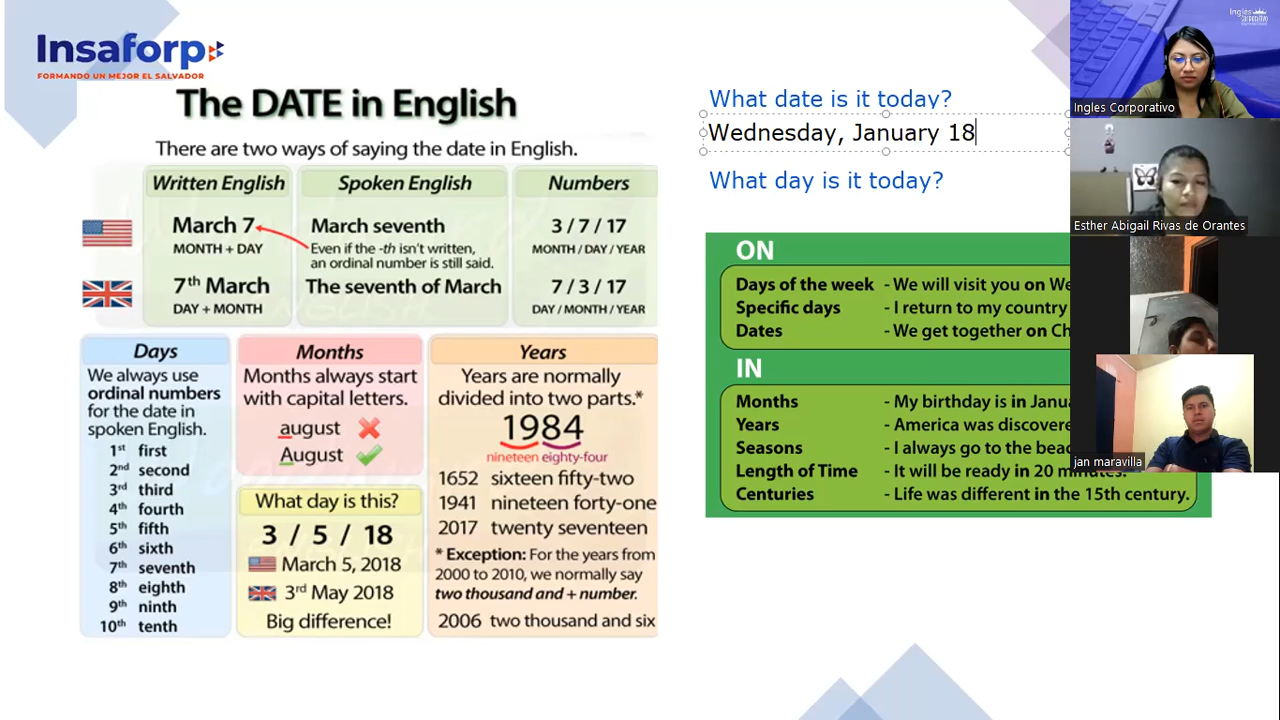 Insaforp
FORMANDO UN MEJOR EL SALVADOR
The DATE in English
There are two ways of saying the date in English.
Written English
Spoken English
Numbers
March 7
MONTH + DAY
March seventh
Even if the -th isn't written,
an ordinal number is still said.
3 / 7 / 17
MONTH / DAY / YEAR
7th March
DAY + MONTH
The seventh of March
7 / 3 / 17
DAY / MONTH / YEAR
Days
We always use
ordinal numbers
for the date in
spoken English.
1st first
2nd second
3rd third
4th fourth
5th fifth
6th sixth
7th seventh
8th eighth
9th ninth
10th tenth
Months
Months always start
with capital letters.
august
August
What day is this?
3 / 5 / 18
March 5, 2018
3rd May 2018
Big difference!
Years
Years are normally
divided into two parts.*
1984
nineteen eighty-four
1652 sixteen fifty-two
1941 nineteen forty-one
2017 twenty seventeen
* Exception: For the years from
2000 to 2010, we normally say
two thousand and + number.
2006 two thousand and six
What date is it today?
Wednesday, January 18
What day is it today?
ON
Days of the week - We will visit you on We
Specific days - I return to my country
Dates - We get together on Ch
IN
Months - My birthday is in Janu
Years - America was discovere
Seasons - I always go to the bea
Length of Time - It will be ready in 20 minutes.
Centuries - Life was different in the 15th century.
Ingles Corporativo
Esther Abigail Rivas de Orantes
jan maravilla